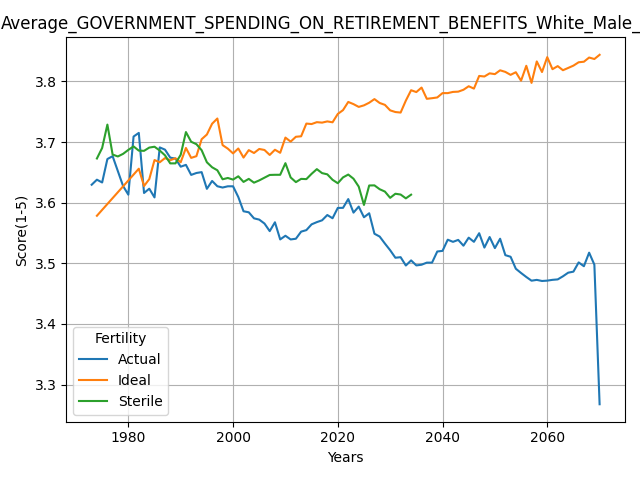 Average_GOVERNMENT_SPENDING_ON_RETIREMENT_BENEFITS_White_Male_
3.8
3.7
3.6
3.5
3.4
3.3
Score(1-5)
Fertility
Actual
Ideal
Sterile
1980 2000 2020 2040 2060
Years